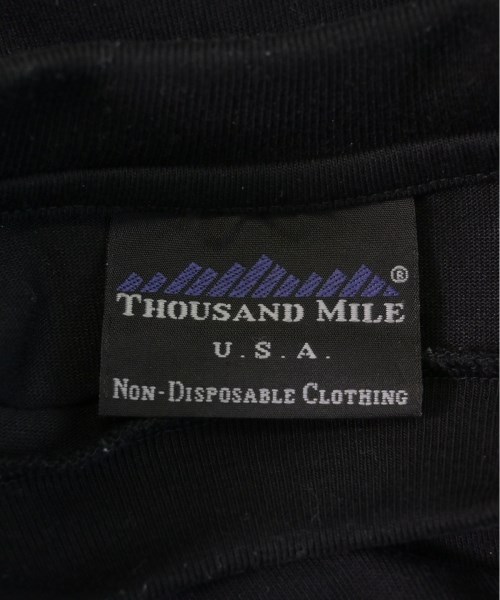 ®
THOUSAND MILE
U.S.A.
NON-DISPOSABLE CLOTHING